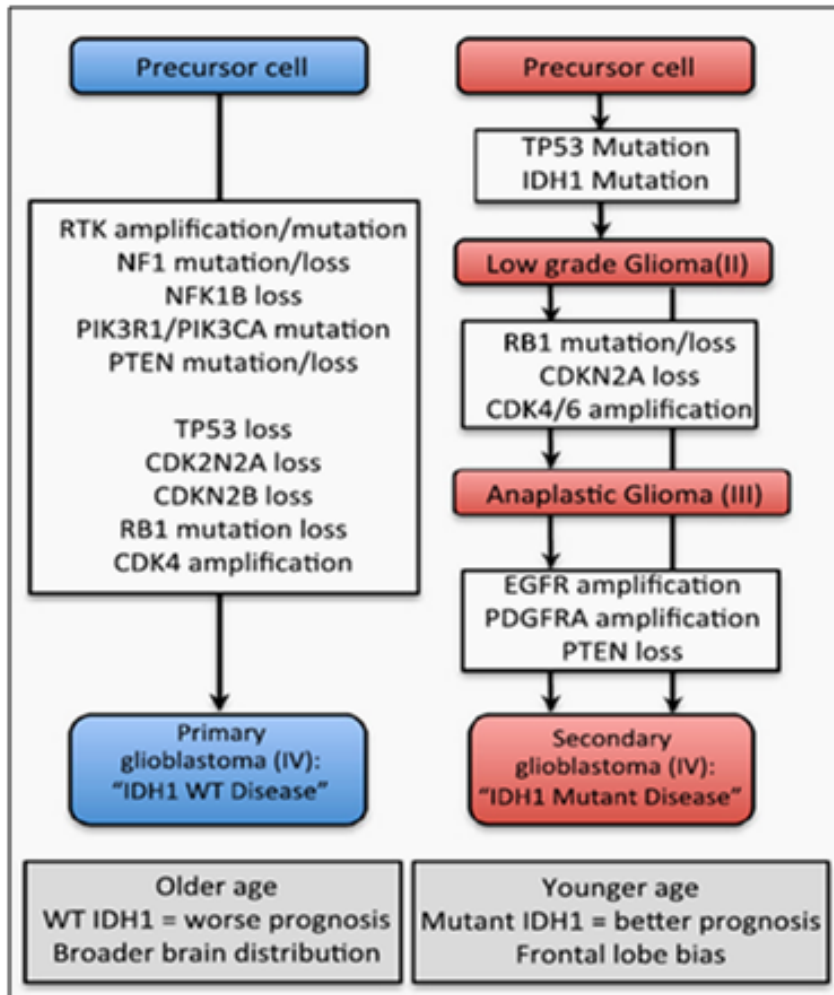 Precursor cell
RTK amplification/mutation
NF1 mutation/loss
NFK1B loss
PIK3R1/PIK3CA mutation
PTEN mutation/loss
TP53 loss
CDK2N2A loss
CDKN2B loss
RB1 mutation loss
CDK4 amplification
Primary
glioblastoma (IV):
“IDH1 WT Disease”
Older age
WT IDH1 = worse prognosis
Broader brain distribution
Precursor cell
TP53 Mutation
IDH1 Mutation
Low grade Glioma(II)
RB1 mutation/loss
CDKN2A loss
CDK4/6 amplification
Anaplastic Glioma (III)
EGFR amplification
PDGFRA amplification
PTEN loss
Secondary
glioblastoma (IV):
“IDH1 Mutant Disease”
Younger age
Mutant IDH1 = better prognosis
Frontal lobe bias